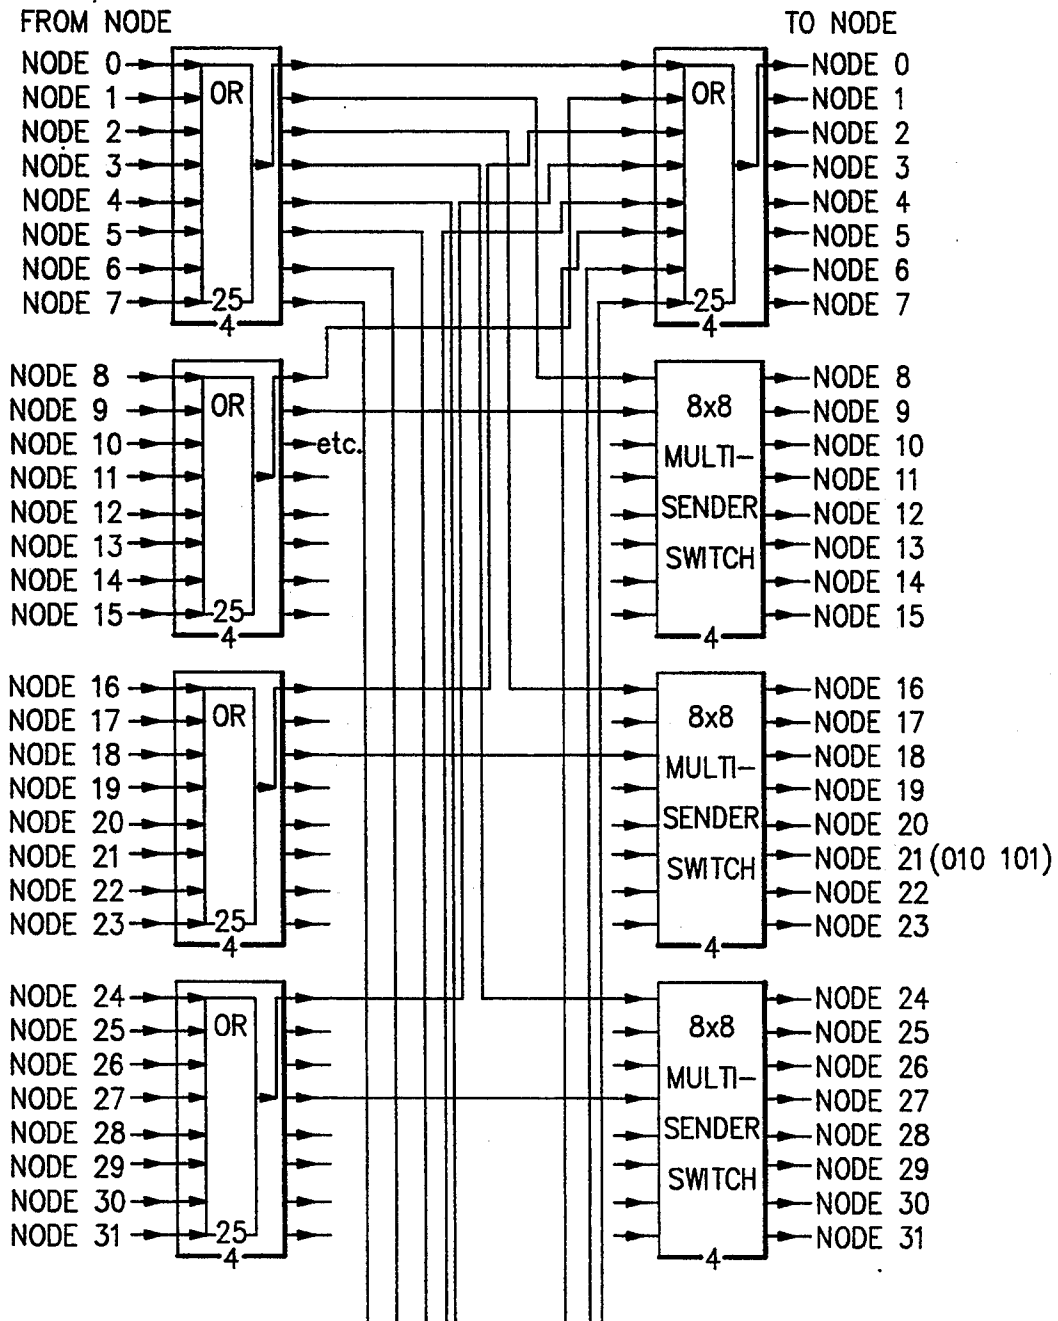 FROM NODE TO NODE
NODE 0 NODE 0
NODE 1 OR OR NODE 1
NODE 2 NODE 2
NODE 3 NODE 3
NODE 4 NODE 4
NODE 5 NODE 5
NODE 6 NODE 6
NODE 7 25 25 NODE 7
4 4
NODE 8 NODE 8
NODE 9 OR 8x8 NODE 9
NODE 10 etc. MULTI- NODE 10
NODE 11 NODE 11
NODE 12 SENDER NODE 12
NODE 13 SWITCH NODE 13
NODE 14 NODE 14
NODE 15 25 NODE 15
4 4
NODE 16 NODE 16
NODE 17 OR 8x8 NODE 17
NODE 18 MULTI- NODE 18
NODE 19 NODE 19
NODE 20 SENDER NODE 20
NODE 21 SWITCH NODE 21 (010 101)
NODE 22 NODE 22
NODE 23 25 NODE 23
4 4
NODE 24 NODE 24
NODE 25 OR 8x8 NODE 25
NODE 26 MULTI- NODE 26
NODE 27 NODE 27
NODE 28 SENDER NODE 28
NODE 29 SWITCH NODE 29
NODE 30 NODE 30
NODE 31 25 NODE 31
4 4